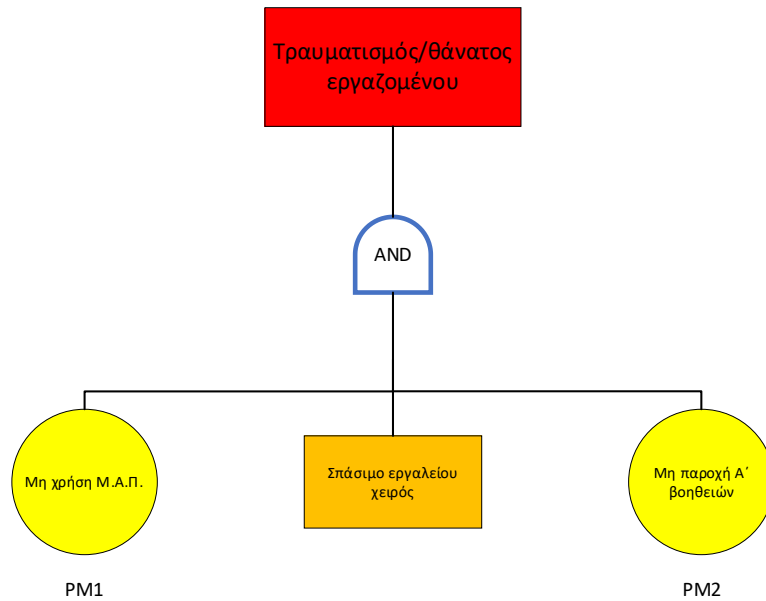 Τραυματισμός/θάνατος
εργαζομένου
AND
Μη χρήση Μ.Α.Π.
Σπάσιμο εργαλείου
χειρός
Μη παροχή Α΄
βοηθειών
PM1
PM2